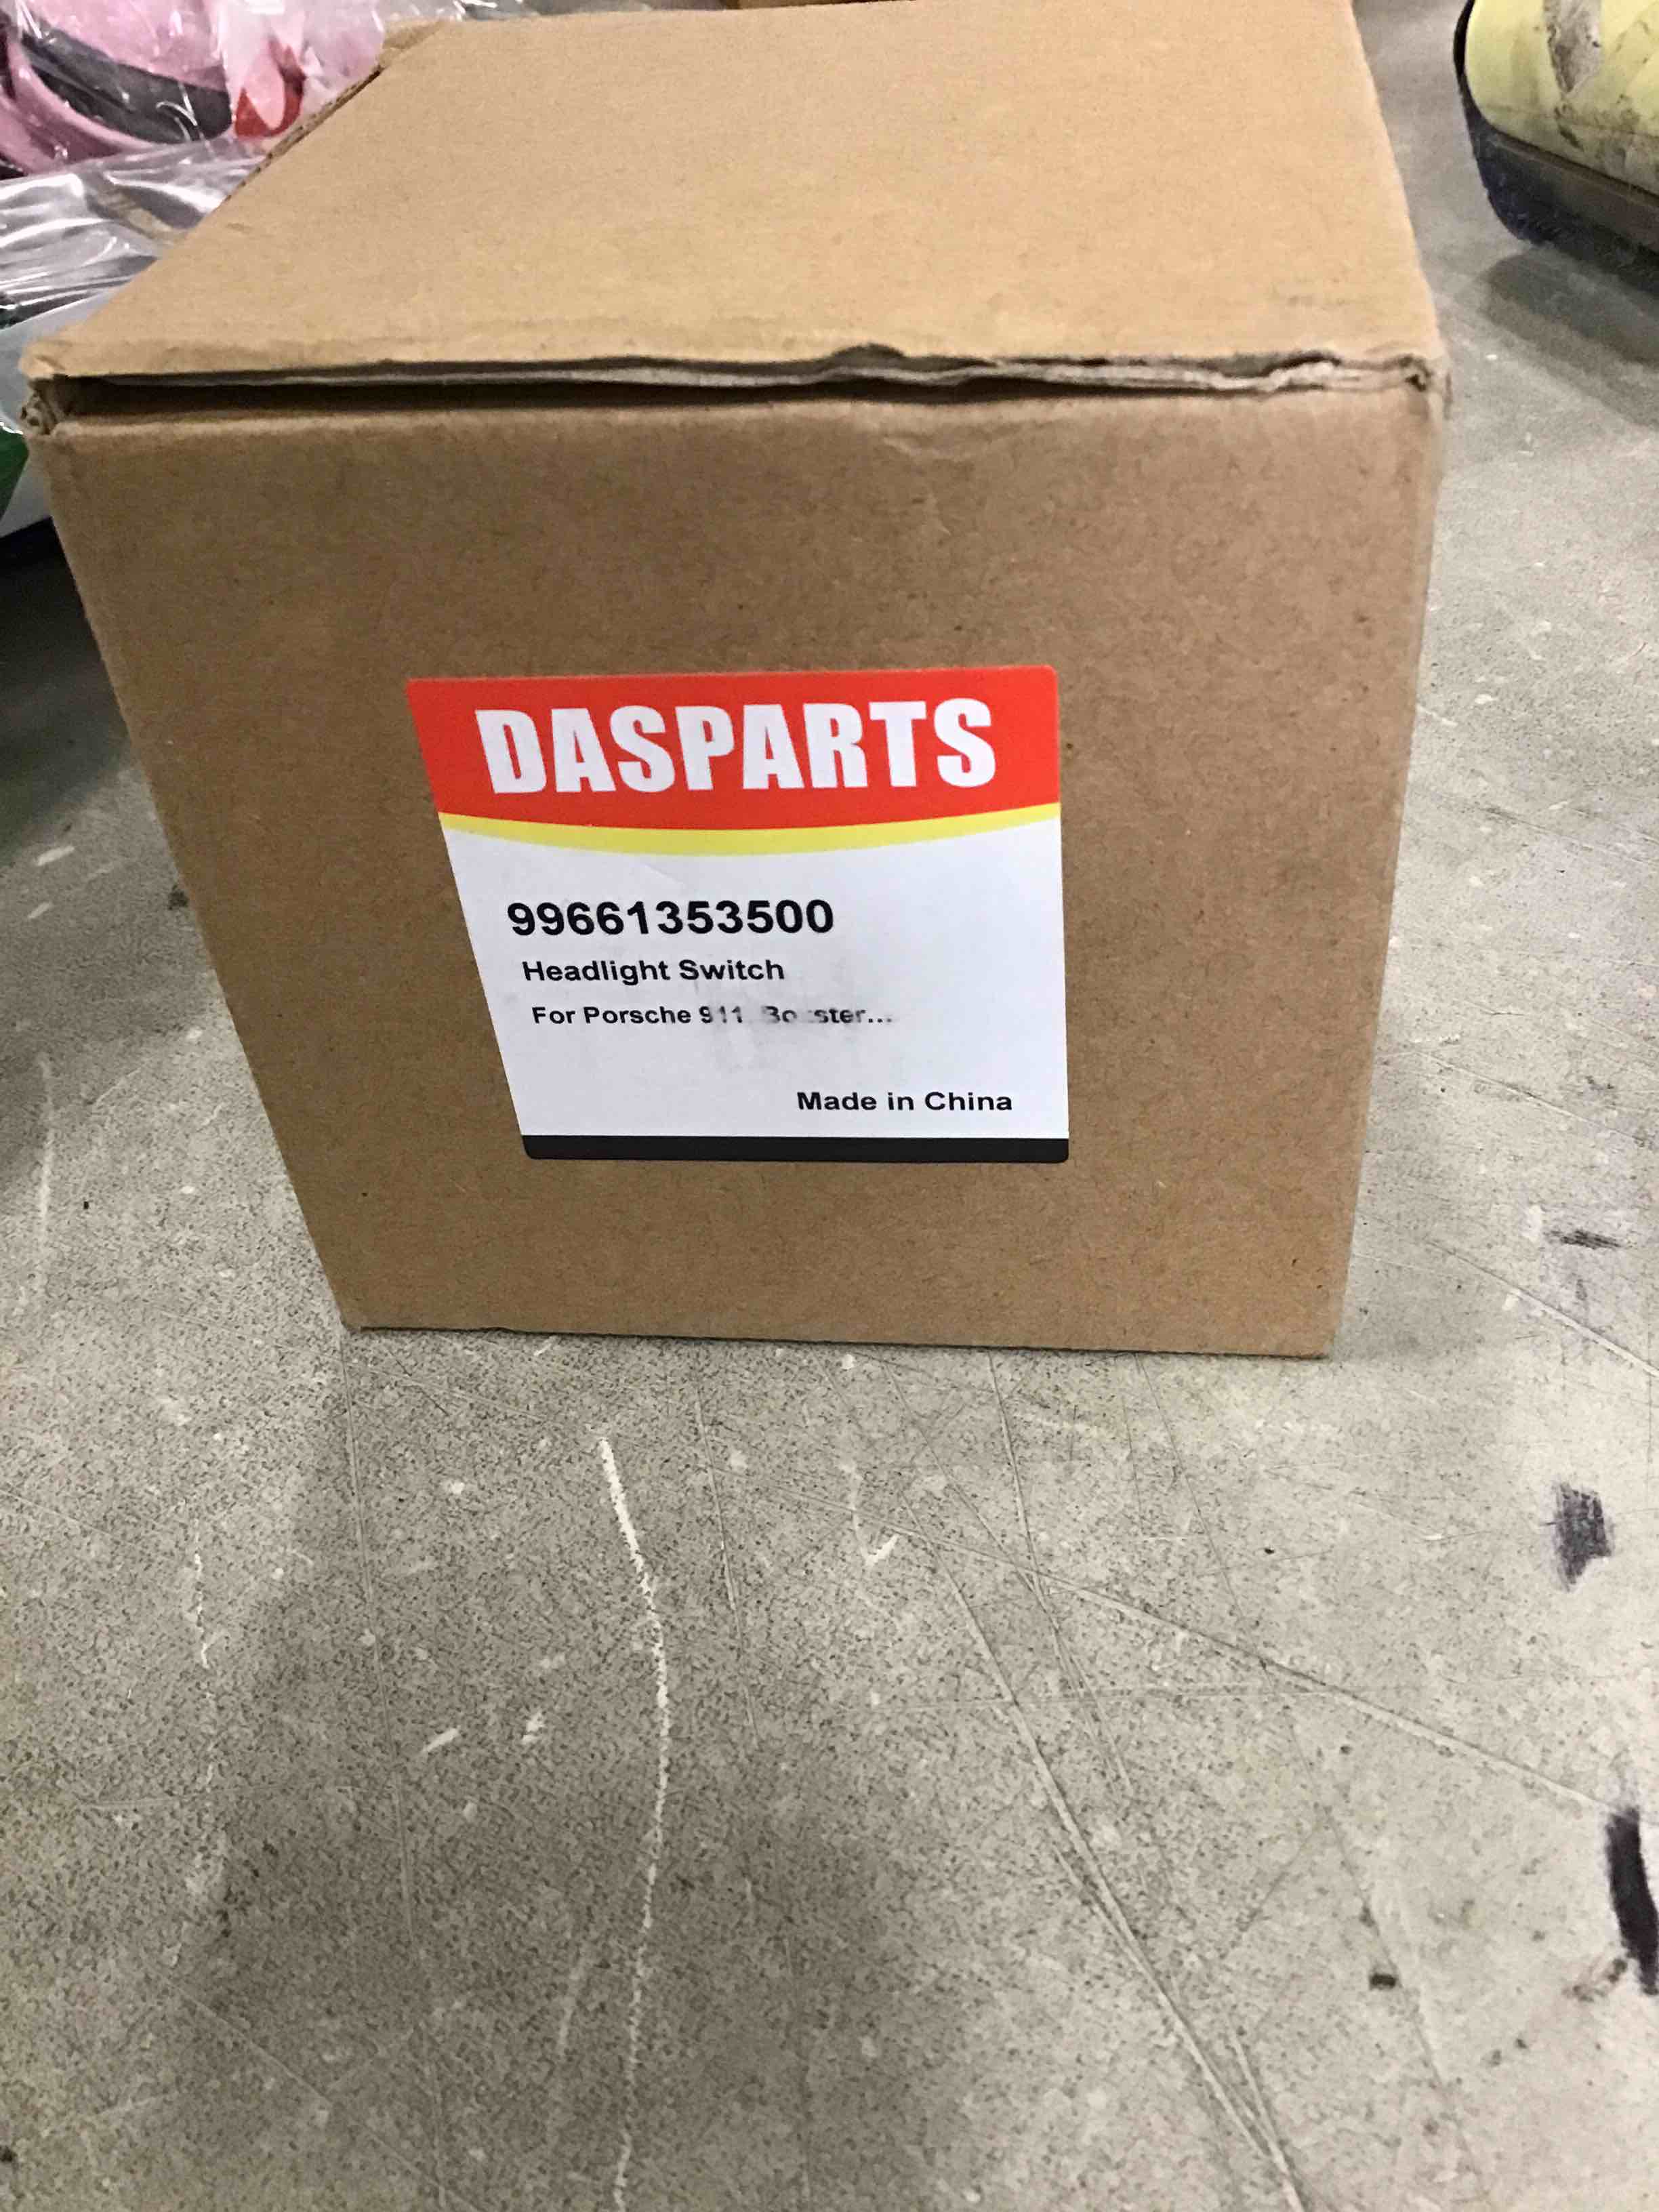 DASPARTS
99661353500
Headlight Switch
For Porsche 911
Made in China